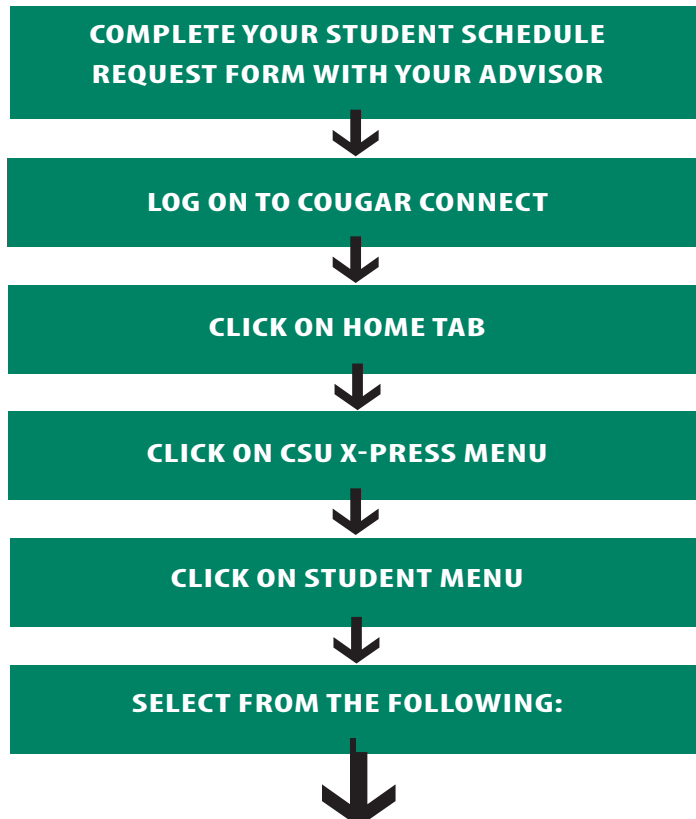 COMPLETE YOUR STUDENT SCHEDULE
REQUEST FORM WITH YOUR ADVISOR
LOG ON TO COUGAR CONNECT
CLICK ON HOME TAB
CLICK ON CSU X-PRESS MENU
CLICK ON STUDENT MENU
SELECT FROM THE FOLLOWING: